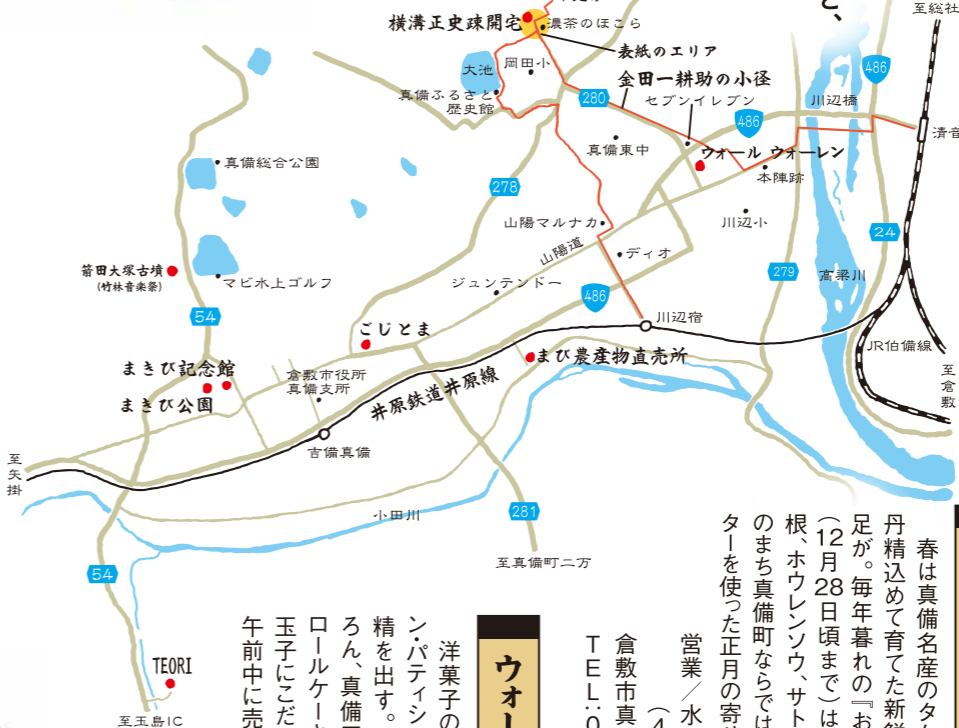 至総社
横溝正史疎開宅
濃茶のほこら
表紙のエリア
大池
岡田小
金田一耕助の小径
真備ふるさと
歴史館
280
セブンイレブン
486
486
川辺橋
清音
真備東中
ウォール ウォーレン
本陣跡
真備総合公園
278
山陽マルナカ
川辺小
山陽道
ディオ
24
279
高梁川
箭田大塚古墳
(竹林音楽祭)
マビ水上ゴルフ
ジュンテンドー
486
54
川辺宿
ごじとま
JR伯備線
至倉敷
まきび記念館
まび農産物直売所
倉敷市役所
真備支所
まきび公園
井原鉄道井原線
吉備真備
至矢掛
小田川
281
至真備町二万
54
TEORI
至玉島IC
と、
春は真備名産のタ
丹精込めて育てた新鮮
足が。毎年暮れの『お
(12月28日頃まで)は
根、ホウレンソウ、サト
のまち真備町ならでは
ターを使った正月の寄
営業/水
倉敷市真
TEL:0
ウォー
洋菓子の
ン・パティシ
精を出す。
ろん、真備
ロールケーキ
玉子にこだ
午前中に売